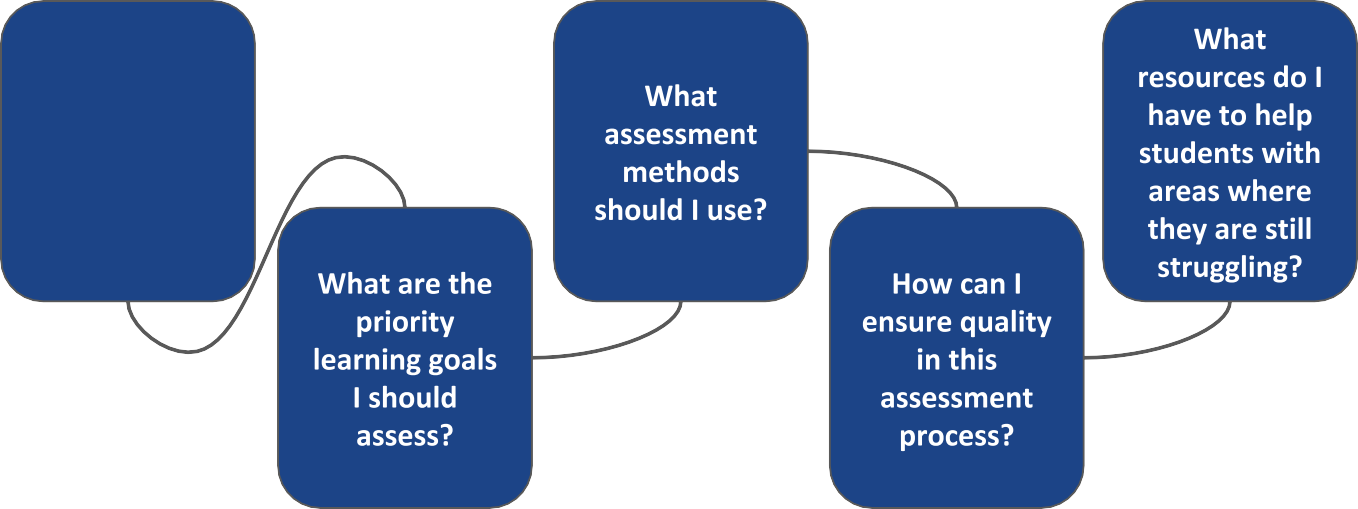 What are the
priority
learning goals
I should
assess?
What
assessment
methods
should I use?
How can I
ensure quality
in this
assessment
process?
What
resources do I
have to help
students with
areas where
they are still
struggling?